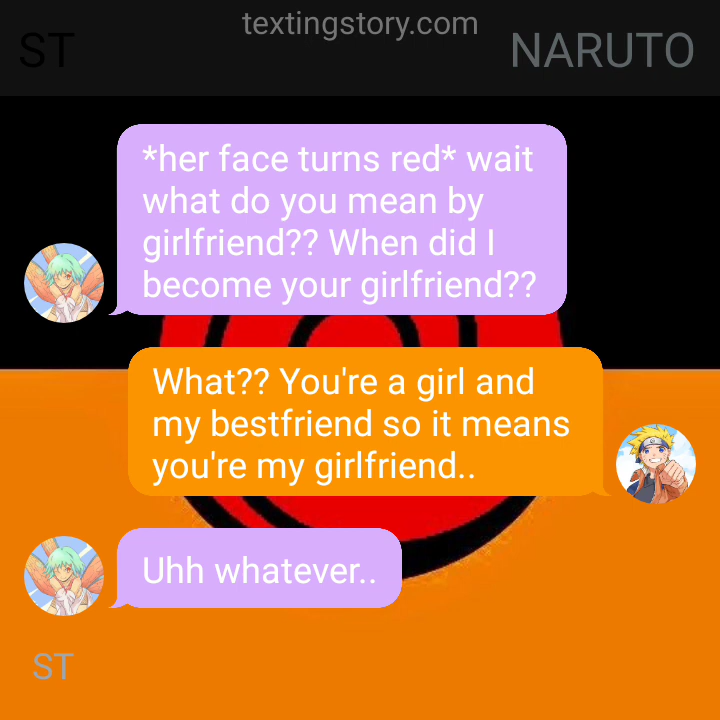 textingstory.com
ST
NARUTO
*her face turns red* wait
what do you mean by
girlfriend?? When did I
become your girlfriend??
What?? You're a girl and
my bestfriend so it means
you're my girlfriend..
Uhh whatever..
ST